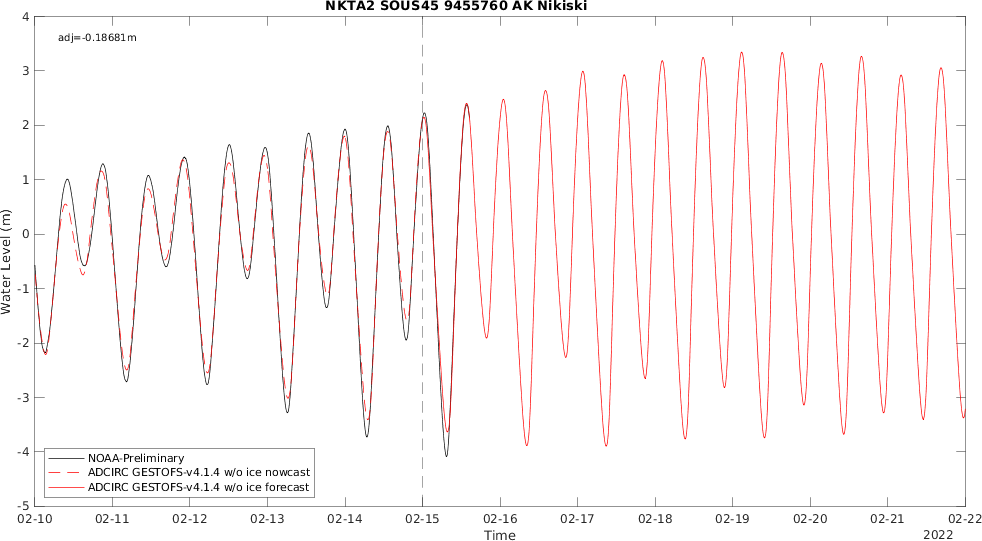 NKTA2 SOUS45 9455760 AK Nikiski
adj=-0.18681m
Water Level (m)
4
3
2
1
0
-1
-2
-3
-4
-5
NOAA-Preliminary
ADCIRC GESTOFS-v4.1.4 w/o ice nowcast
ADCIRC GESTOFS-v4.1.4 w/o ice forecast
02-10 02-11 02-12 02-13 02-14 02-15 02-16 02-17 02-18 02-19 02-20 02-21 02-22
Time
2022